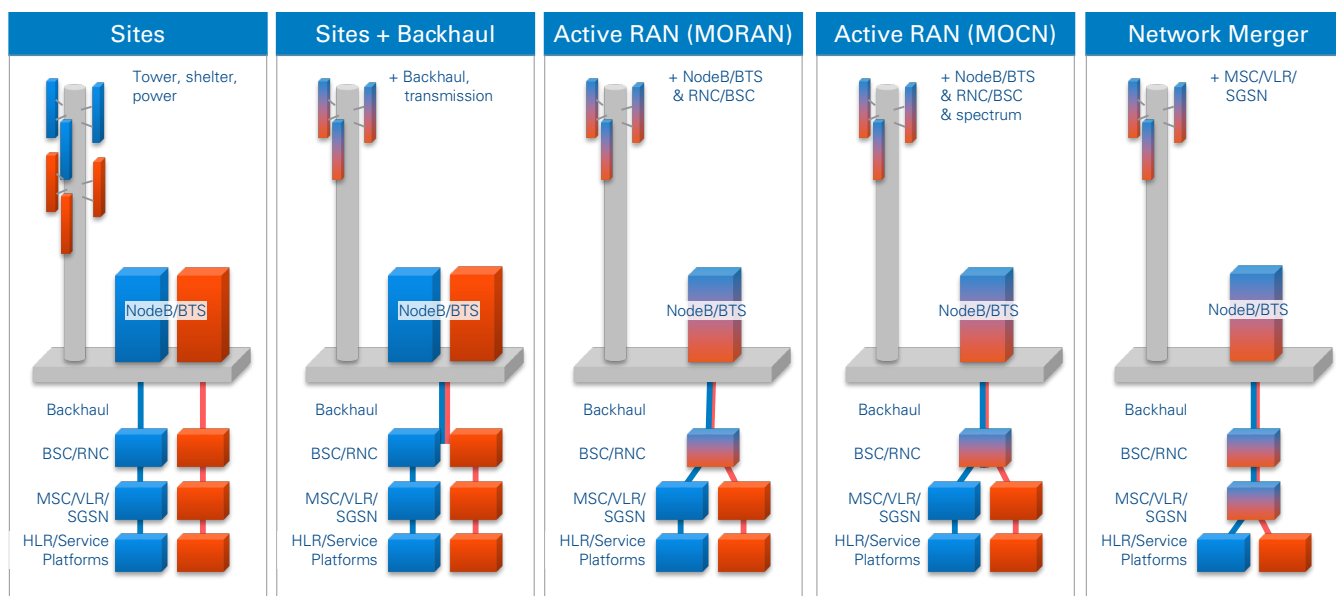 Sites
Tower, shelter,
power
NodeB/BTS
Backhaul
BSC/RNC
MSC/VLR/
SGSN
HLR/Service
Platforms
Sites + Backhaul
+ Backhaul,
transmission
NodeB/BTS
Backhaul
BSC/RNC
MSC/VLR/
SGSN
HLR/Service
Platforms
Active RAN (MORAN)
+ NodeB/BTS
& RNC/BSC
NodeB/BTS
Backhaul
BSC/RNC
MSC/VLR/
SGSN
HLR/Service
Platforms
Active RAN (MOCN)
+ NodeB/BTS
& RNC/BSC
& spectrum
NodeB/BTS
Backhaul
BSC/RNC
MSC/VLR/
SGSN
HLR/Service
Platforms
Network Merger
+ MSC/VLR/
SGSN
NodeB/BTS
Backhaul
BSC/RNC
MSC/VLR/
SGSN
HLR/Service
Platforms